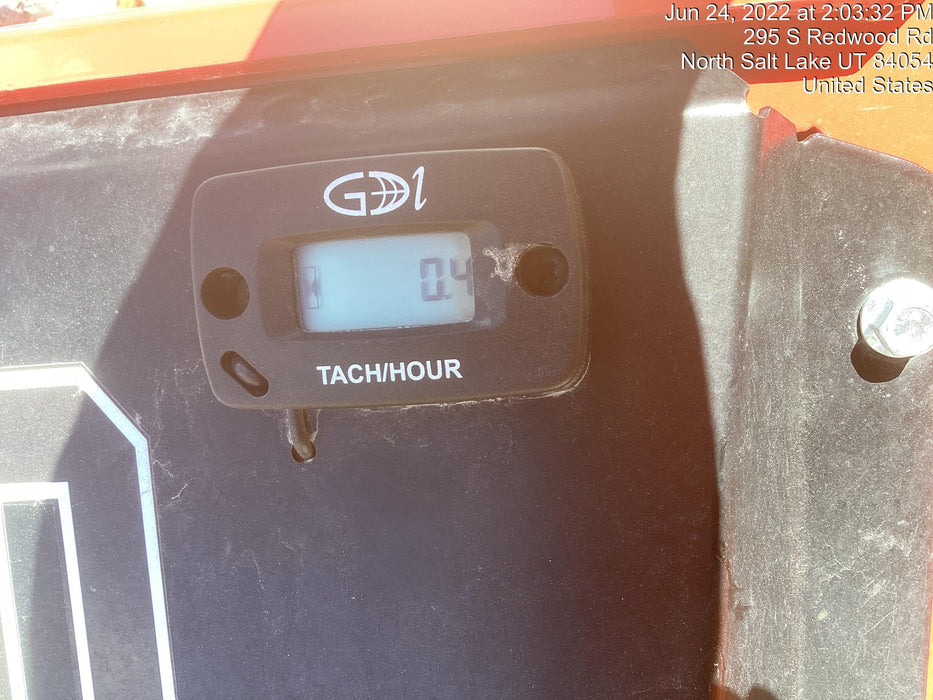 Jun 24, 2022 at 2:03:32 PM
295 S Redwood Rd
North Salt Lake UT 84054
United States
GDI
0.4
TACH/HOUR